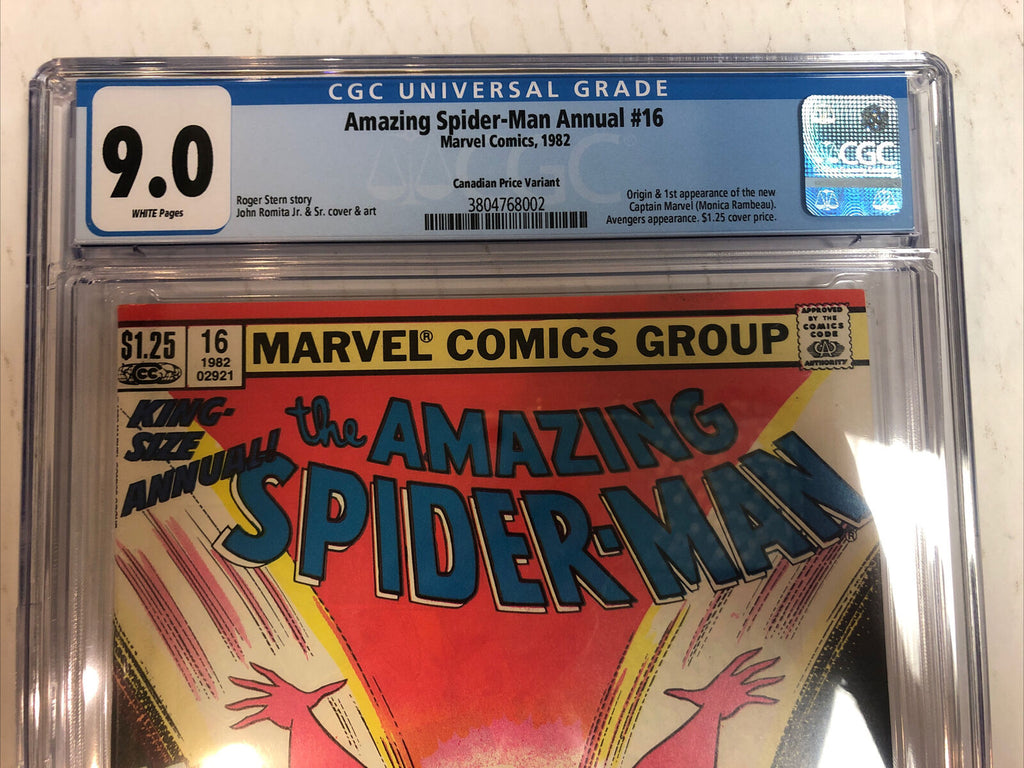 CGC UNIVERSAL GRADE
9.0
WHITE Pages
Amazing Spider-Man Annual #16
Marvel Comics, 1982
Canadian Price Variant
3804768002
Roger Stern story
John Romita Jr. & Sr. cover & art
Origin & 1st appearance of the new
Captain Marvel (Monica Rambeau).
Avengers appearance. $1.25 cover price.
CGC
CGC
$1.25
CC
16
1982
02921
MARVEL® COMICS GROUP
APPROVED
BY THE
COMICS
CODE
CA
AUTHORITY
KING-
SIZE
ANNUAL!
the AMAZING
SPIDER-MAN®